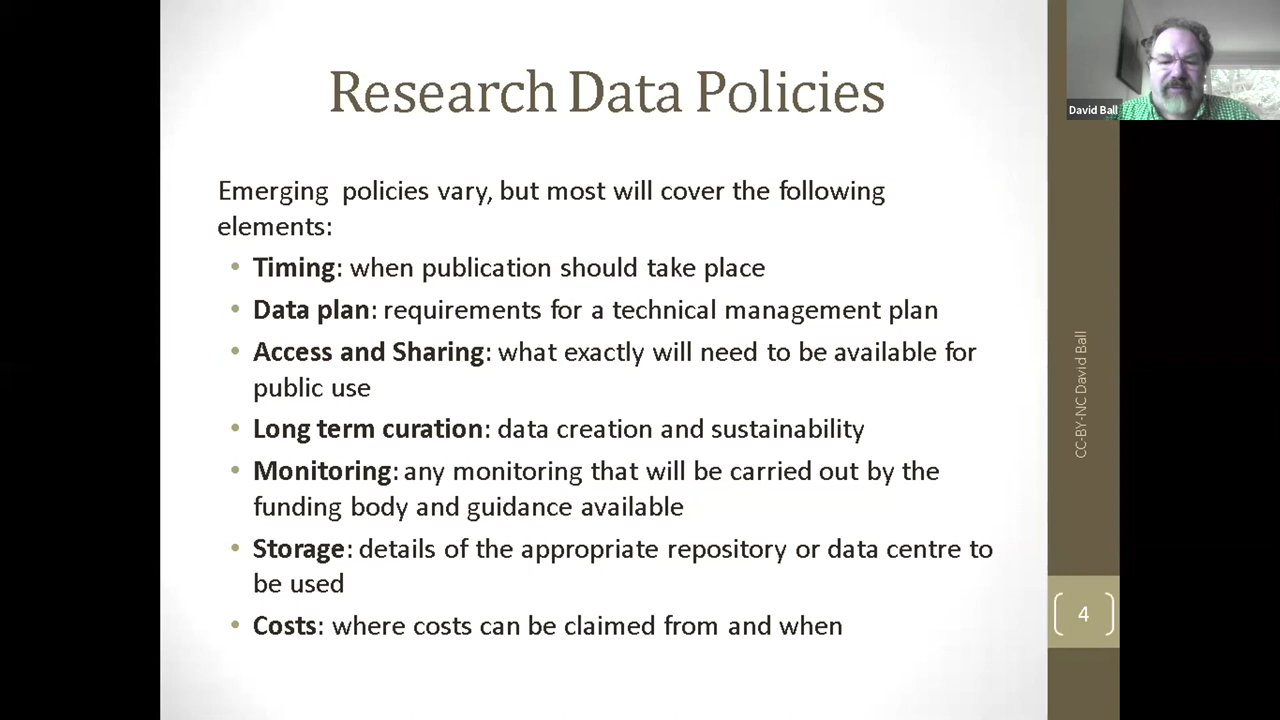 Research Data Policies
David Ball
Emerging policies vary, but most will cover the following
elements:
• Timing: when publication should take place
• Data plan: requirements for a technical management plan
• Access and Sharing: what exactly will need to be available for
public use
• Long term curation: data creation and sustainability
• Monitoring: any monitoring that will be carried out by the
funding body and guidance available
• Storage: details of the appropriate repository or data centre to
be used
• Costs: where costs can be claimed from and when
CC-BY-NC David Ball
4